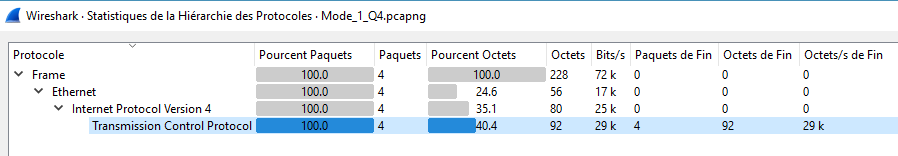 Wireshark · Statistiques de la Hiérarchie des Protocoles · Mode_1_Q4.pcapng
Protocole Pourcent Paquets Paquets Pourcent Octets Octets Bits/s Paquets de Fin Octets de Fin Octets/s de Fin
Frame 100.0 4 100.0 228 72 k 0 0 0
Ethernet 100.0 4 24.6 56 17 k 0 0 0
Internet Protocol Version 4 100.0 4 35.1 80 25 k 0 0 0
Transmission Control Protocol 100.0 4 40.4 92 29 k 4 92 29 k